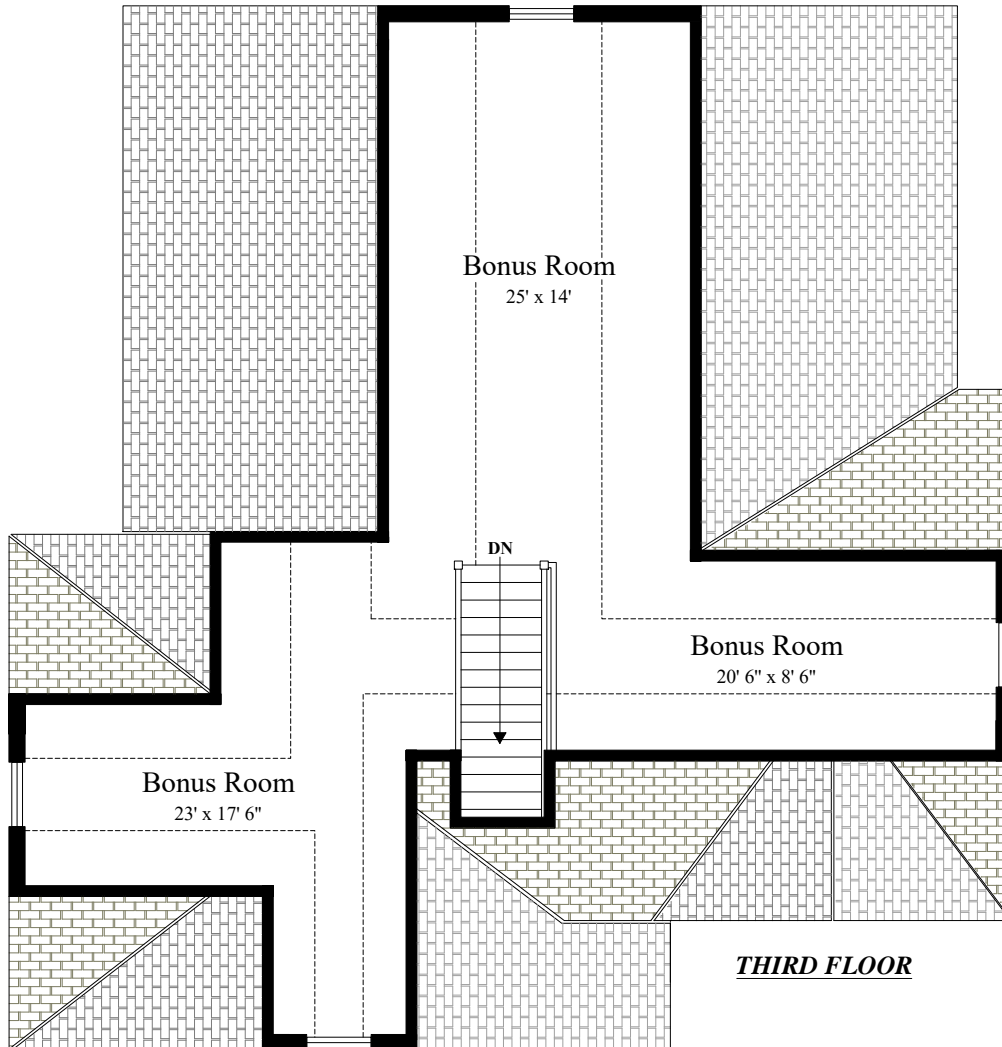 Bonus Room
25' x 14'
DN
Bonus Room
20' 6" x 8' 6"
Bonus Room
23' x 17' 6"
THIRD FLOOR